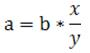 a = b * x/y